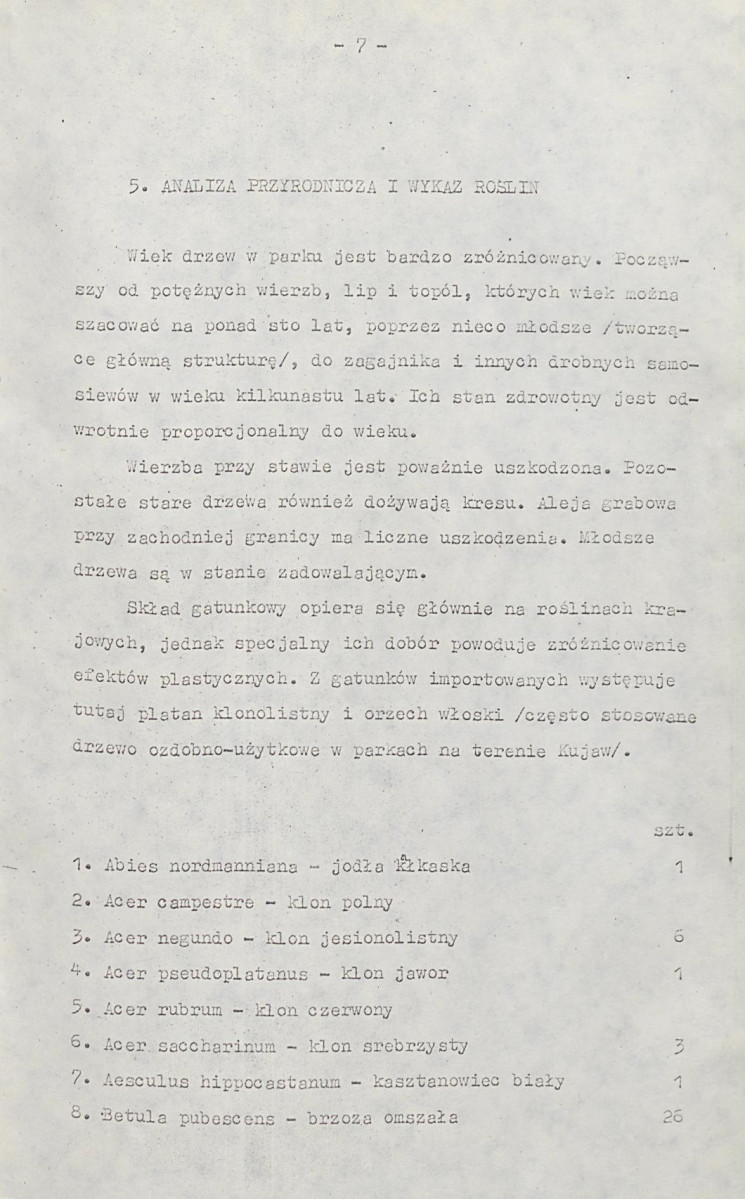 - 7 -
5. ANALIZA PRZYRODNICZA I WYKAZ ROŚLIN
Wiek drzew w parku jest bardzo zróżnicowany. Począw-
szy od potężnych wierzb, lip i topól, których wiek można
szacować na ponad sto lat, poprzez nieco młodsze /tworzą-
ce główną strukturę/, do zagajnika i innych drobnych samo-
siewów w wieku kilkunastu lat. Ich stan zdrowotny jest od-
wrotnie proporcjonalny do wieku.
Wierzba przy stawie jest poważnie uszkodzona. Pozo-
stałe stare drzewa również dożywają kresu. Aleja grabowa
przy zachodniej granicy ma liczne uszkodzenia. Młodsze
drzewa są w stanie zadowalającym.
Skład gatunkowy opiera się głównie na roślinach kra-
jowych, jednak specjalny ich dobór powoduje zróżnicowanie
efektów plastycznych. Z gatunków importowanych występuje
tutaj platan klonolistny i orzech włoski /często stosowane
drzewo ozdobno-użytkowe w parkach na terenie Kujaw/.
szt.
1. Abies nordmanniana - jodła 1
2. Acer campestre - klon polny
3. Acer negundo - klon jesionolistny 6
4. Acer pseudoplatanus - klon jawor 1
5. Acer rubrum - klon czerwony
6. Acer saccharinum - klon srebrzysty 3
7. Aesculus hippocastanum - kasztanowiec biały 1
8. Betula pubescens - brzoza omszała 26